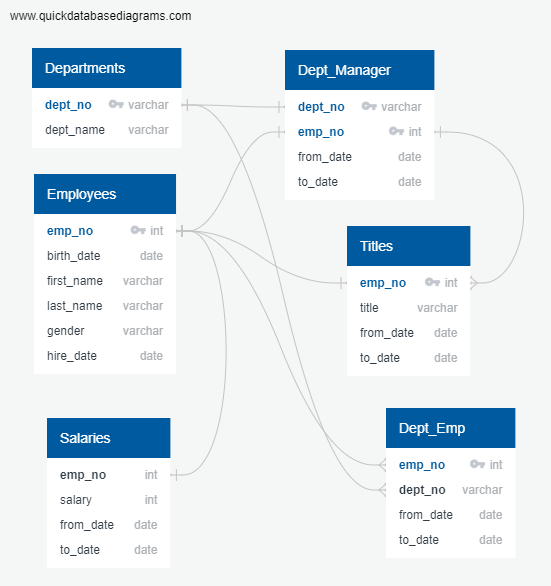 www.quickdatabasediagrams.com
Departments
dept_no varchar
dept_name varchar
Dept_Manager
dept_no varchar
emp_no int
from_date date
to_date date
Employees
emp_no int
birth_date date
first_name varchar
last_name varchar
gender varchar
hire_date date
Titles
emp_no int
title varchar
from_date date
to_date date
Salaries
emp_no int
salary int
from_date date
to_date date
Dept_Emp
emp_no int
dept_no varchar
from_date date
to_date date